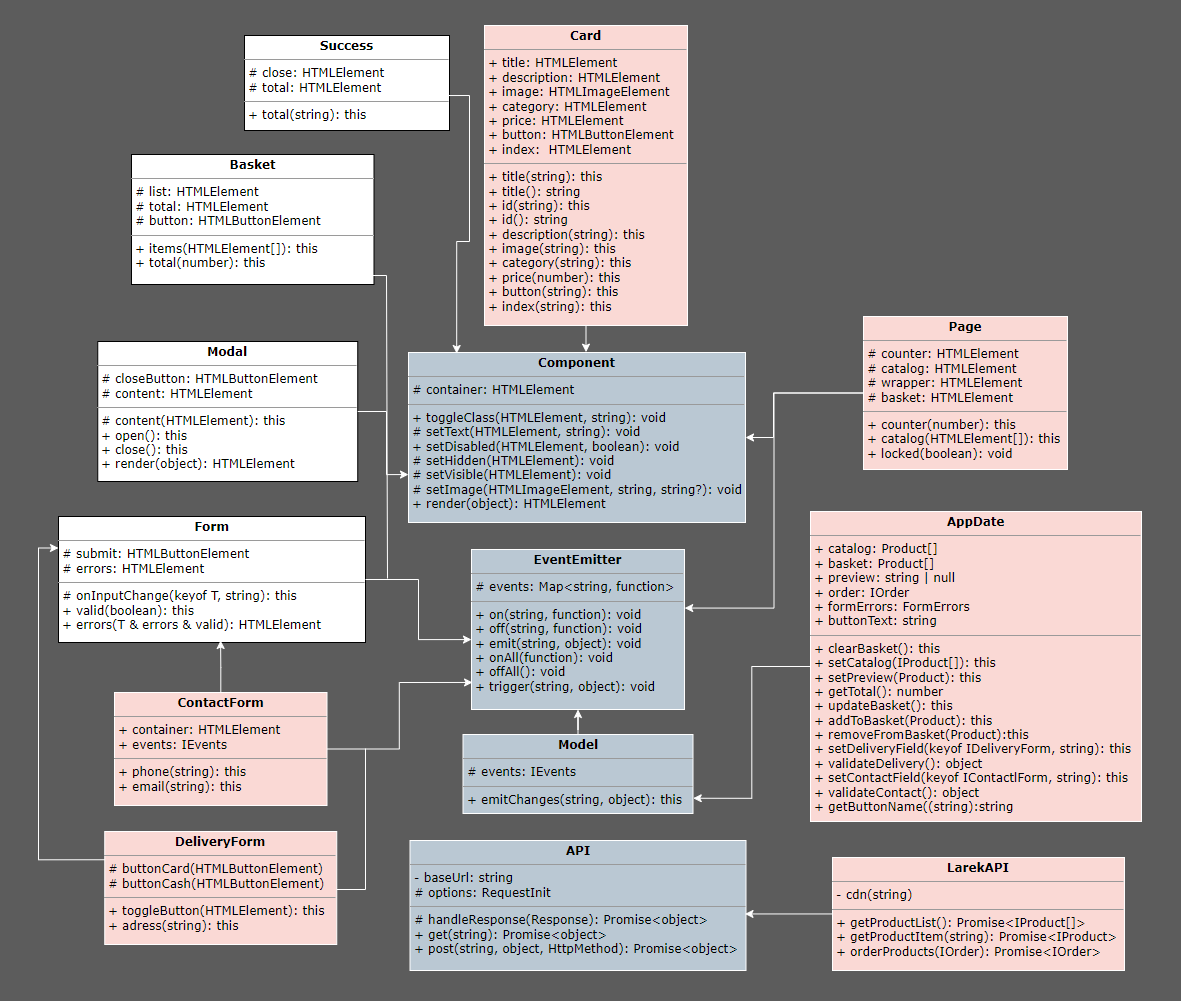 Success
# close: HTMLElement
# total: HTMLElement
+ total(string): this
Card
+ title: HTMLElement
+ description: HTMLElement
+ image: HTMLImageElement
+ category: HTMLElement
+ price: HTMLElement
+ button: HTMLButtonElement
+ index:  HTMLElement
+ title(string): this
+ title(): string
+ id(string): this
+ id(): string
+ description(string): this
+ image(string): this
+ category(string): this
+ price(number): this
+ button(string): this
+ index(string): this
Basket
# list: HTMLElement
# total: HTMLElement
# button: HTMLButtonElement
+ items(HTMLElement[]): this
+ total(number): this
Modal
# closeButton: HTMLButtonElement
# content: HTMLElement
# content(HTMLElement): this
+ open(): this
+ close(): this
+ render(object): HTMLElement
Component
# container: HTMLElement
+ toggleClass(HTMLElement, string): void
# setText(HTMLElement, string): void
+ setDisabled(HTMLElement, boolean): void
# setHidden(HTMLElement): void
# setVisible(HTMLElement): void
# setImage(HTMLImageElement, string, string?): void
+ render(object): HTMLElement
Page
# counter: HTMLElement
# catalog: HTMLElement
# wrapper: HTMLElement
# basket: HTMLElement
+ counter(number): this
+ catalog(HTMLElement[]): this
+ locked(boolean): void
Form
# submit: HTMLButtonElement
# errors: HTMLElement
# onInputChange(keyof T, string): this
+ valid(boolean): this
+ errors(T & errors & valid): HTMLElement
EventEmitter
# events: Map<string, function>
+ on(string, function): void
+ off(string, function): void
+ emit(string, object): void
+ onAll(function): void
+ offAll(): void
+ trigger(string, object): void
AppDate
+ catalog: Product[]
+ basket: Product[]
+ preview: string | null
+ order: IOrder
+ formErrors: FormErrors
+ buttonText: string
+ clearBasket(): this
+ setCatalog(IProduct[]): this
+ setPreview(Product): this
+ getTotal(): number
+ updateBasket(): this
+ addToBasket(Product): this
+ removeFromBasket(Product):this
+ setDeliveryField(keyof IDeliveryForm, string): this
+ validateDelivery(): object
+ setContactField(keyof IContactlForm, string): this
+ validateContact(): object
+ getButtonName((string):string
ContactForm
+ container: HTMLElement
+ events: IEvents
+ phone(string): this
+ email(string): this
Model
# events: IEvents
+ emitChanges(string, object): this
DeliveryForm
# buttonCard(HTMLButtonElement)
# buttonCash(HTMLButtonElement)
+ toggleButton(HTMLElement): this
+ adress(string): this
API
- baseUrl: string
# options: RequestInit
# handleResponse(Response): Promise<object>
+ get(string): Promise<object>
+ post(string, object, HttpMethod): Promise<object>
LarekAPI
- cdn(string)
+ getProductList(): Promise<IProduct[]>
+ getProductItem(string): Promise<IProduct>
+ orderProducts(IOrder): Promise<IOrder>